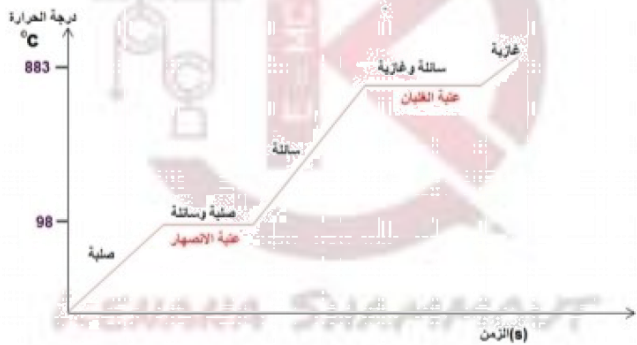 درجة الحرارة
°C
883
غازية
سائلة وغازية
عتبة الغليان
سائلة
98
صلبة وسائلة
عتبة الانصهار
صلبة
الزمن(s)